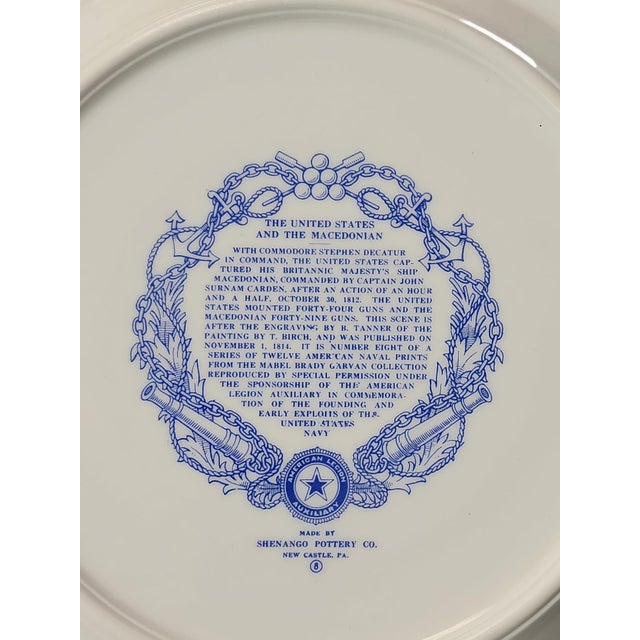 THE UNITED STATES
AND THE MACEDONIAN
WITH COMMODORE STEPHEN DECATUR
IN COMMAND, THE UNITED STATES CAP-
TURED HIS BRITANNIC MAJESTY'S SHIP
MACEDONIAN, COMMANDED BY CAPTAIN JOHN
SURNAM CARDEN, AFTER AN ACTION OF AN HOUR
AND A HALF, OCTOBER 30, 1812. THE UNITED
STATES MOUNTED FORTY-FOUR GUNS AND THE
MACEDONIAN FORTY-NINE GUNS. THIS SCENE IS
AFTER THE ENGRAVING BY B. TANNER OF THE
PAINTING BY T. BIRCH, AND WAS PUBLISHED ON
NOVEMBER 1, 1814. IT IS NUMBER EIGHT OF A
SERIES OF TWELVE AMERICAN NAVAL PRINTS
FROM THE MABEL BRADY GARVAN COLLECTION
REPRODUCED BY SPECIAL PERMISSION UNDER
THE SPONSORSHIP OF THE AMERICAN
LEGION AUXILIARY IN COMMEMORA-
TION OF THE FOUNDING AND
EARLY EXPLOITS OF THE
UNITED STATES
NAVY
AMERICAN LEGION
AUXILIARY
MADE BY
SHENANGO POTTERY CO.
NEW CASTLE, PA.
8